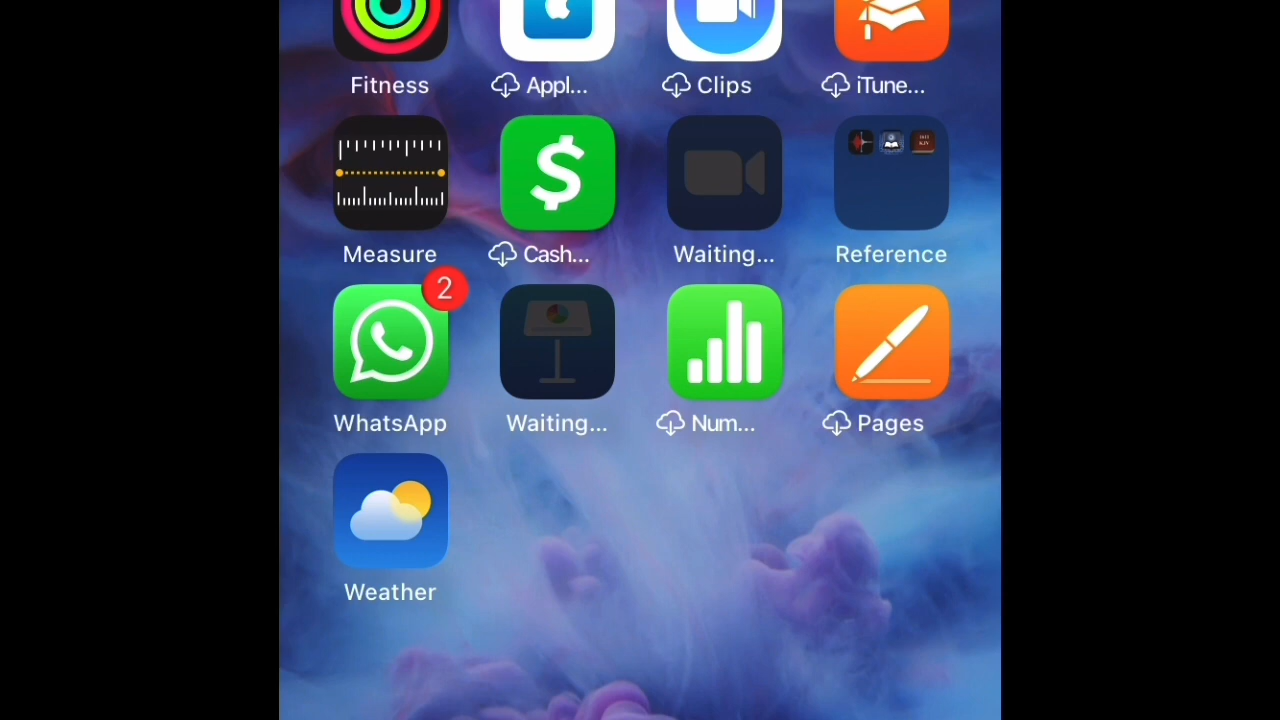 Fitness
Appl...
Clips
iTune...
Measure
Cash...
Waiting...
Reference
2
WhatsApp
Waiting...
Num...
Pages
Weather